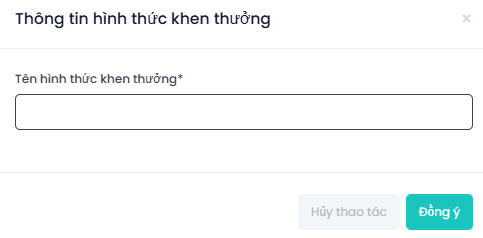 Thông tin hình thức khen thưởng
×
Tên hình thức khen thưởng*
Hủy thao tác
Đồng ý